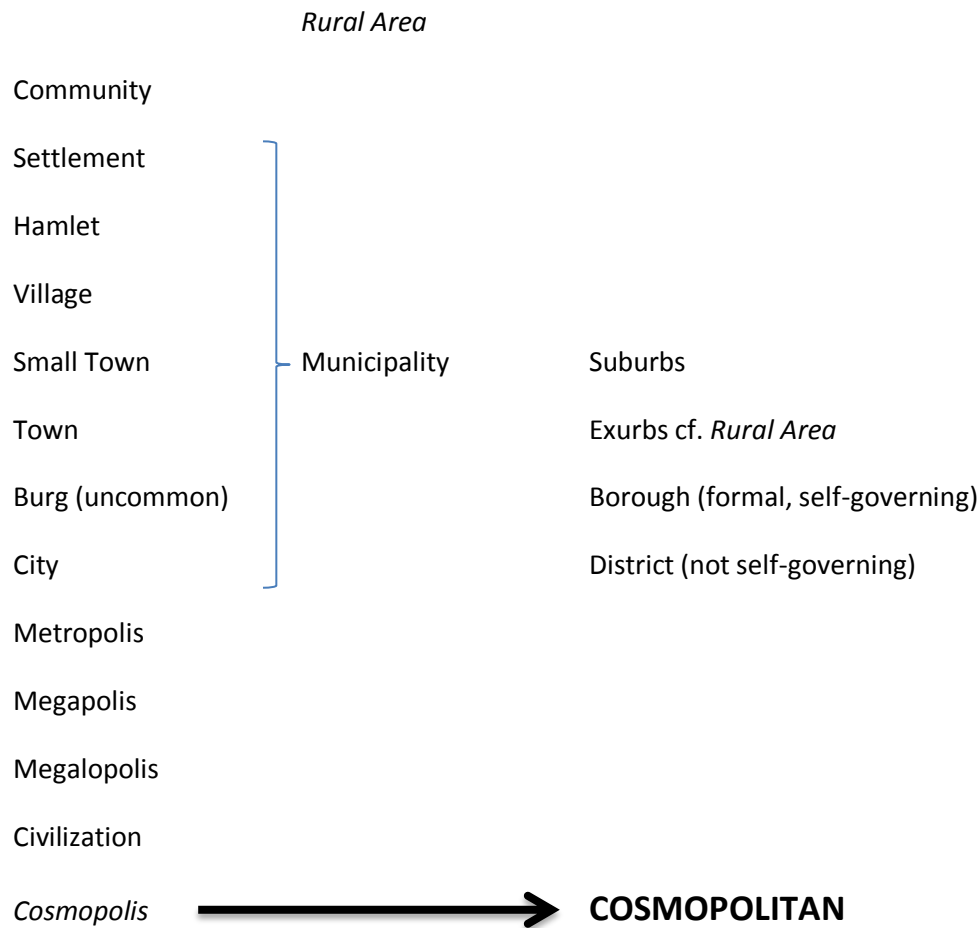 Rural Area
Community
Settlement
Hamlet
Village
Small Town Municipality Suburbs
Town Exurbs cf. Rural Area
Burg (uncommon) Borough (formal, self-governing)
City District (not self-governing)
Metropolis
Megapolis
Megalopolis
Civilization
Cosmopolis COSMOPOLITAN